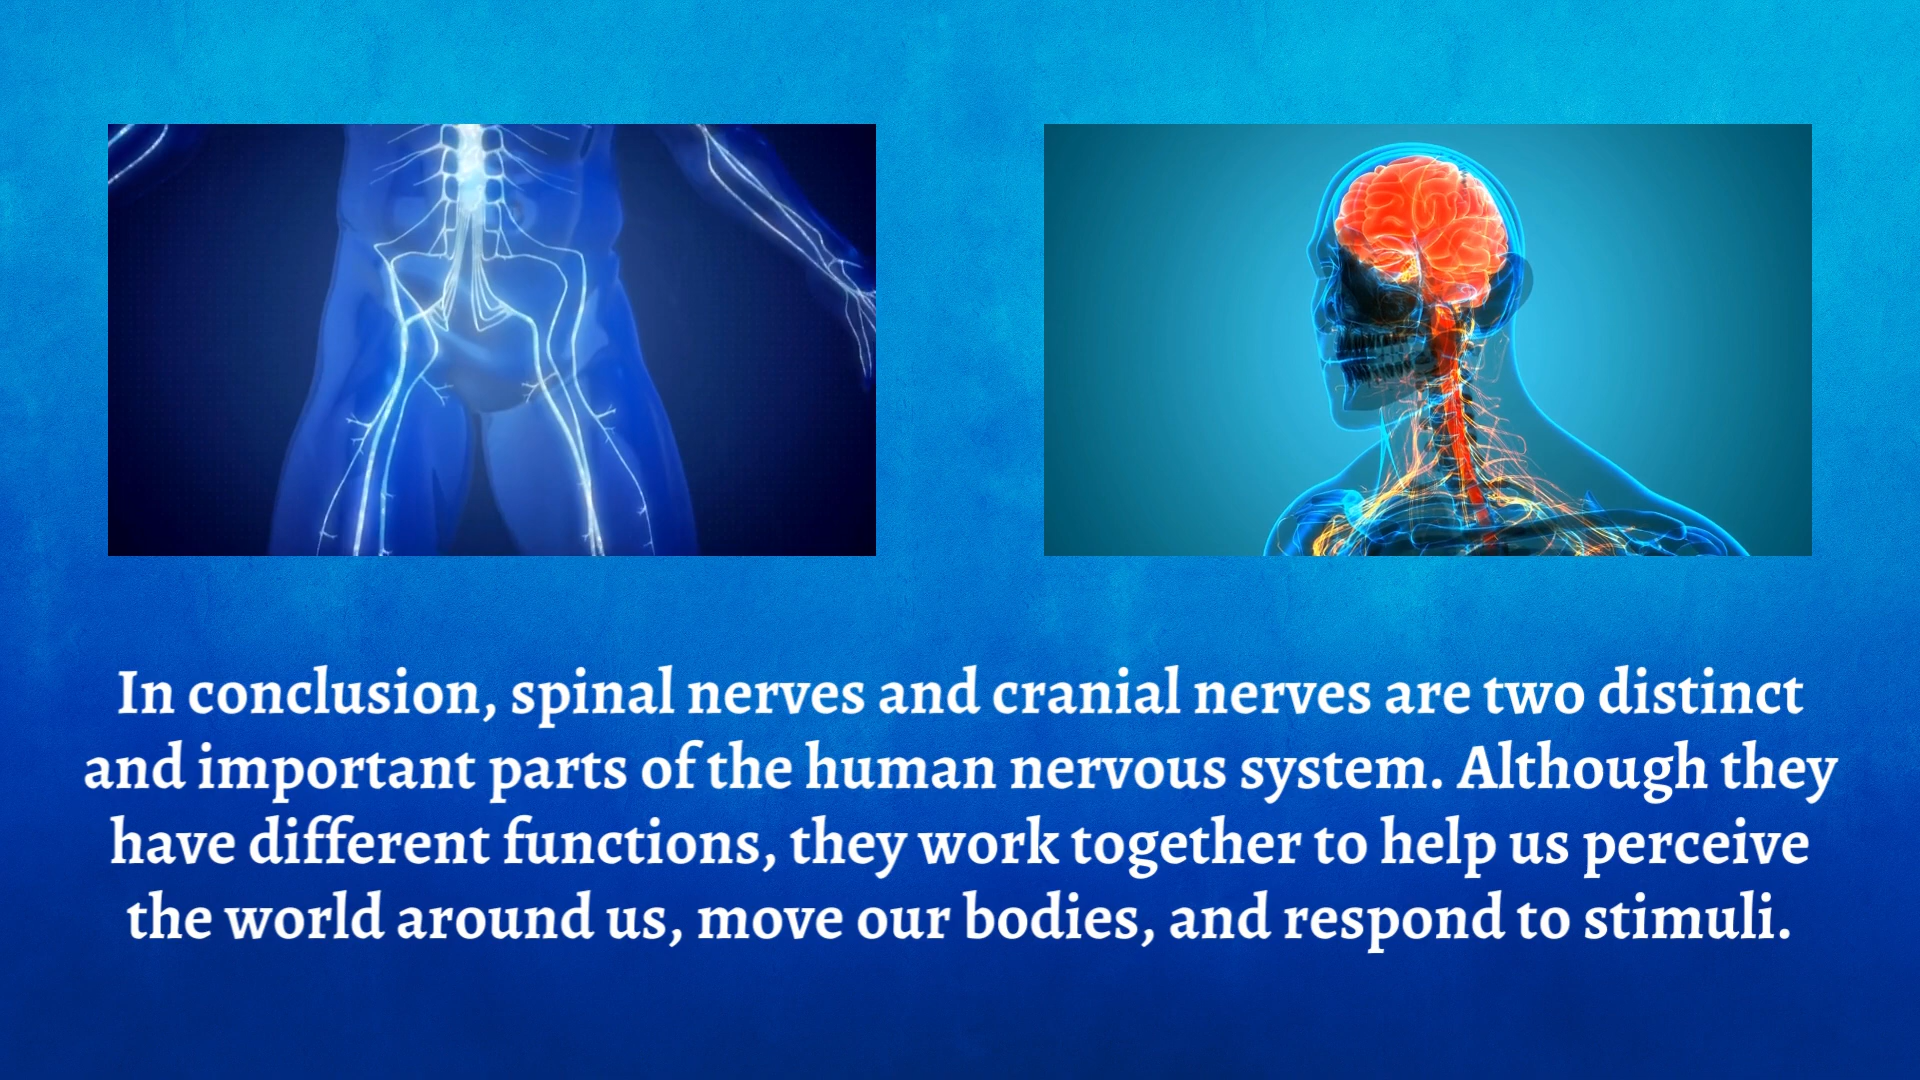 In conclusion, spinal nerves and cranial nerves are two distinct
and important parts of the human nervous system. Although they
have different functions, they work together to help us perceive
the world around us, move our bodies, and respond to stimuli.